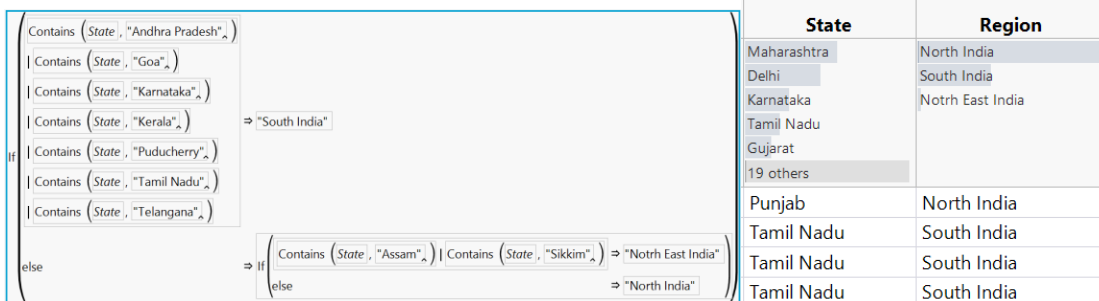 Contains (State , "Andhra Pradesh")
| Contains (State , "Goa")
| Contains (State , "Karnataka")
| Contains (State , "Kerala")
| Contains (State , "Puducherry")
| Contains (State , "Tamil Nadu")
| Contains (State , "Telangana")
⇒ "South India"
If
else ⇒ If
Contains (State , "Assam") | Contains (State , "Sikkim") ⇒ "Notrh East India"
else ⇒ "North India"
State Region
Maharashtra North India
Delhi South India
Karnataka Notrh East India
Tamil Nadu
Gujarat
19 others
Punjab North India
Tamil Nadu South India
Tamil Nadu South India
Tamil Nadu South India